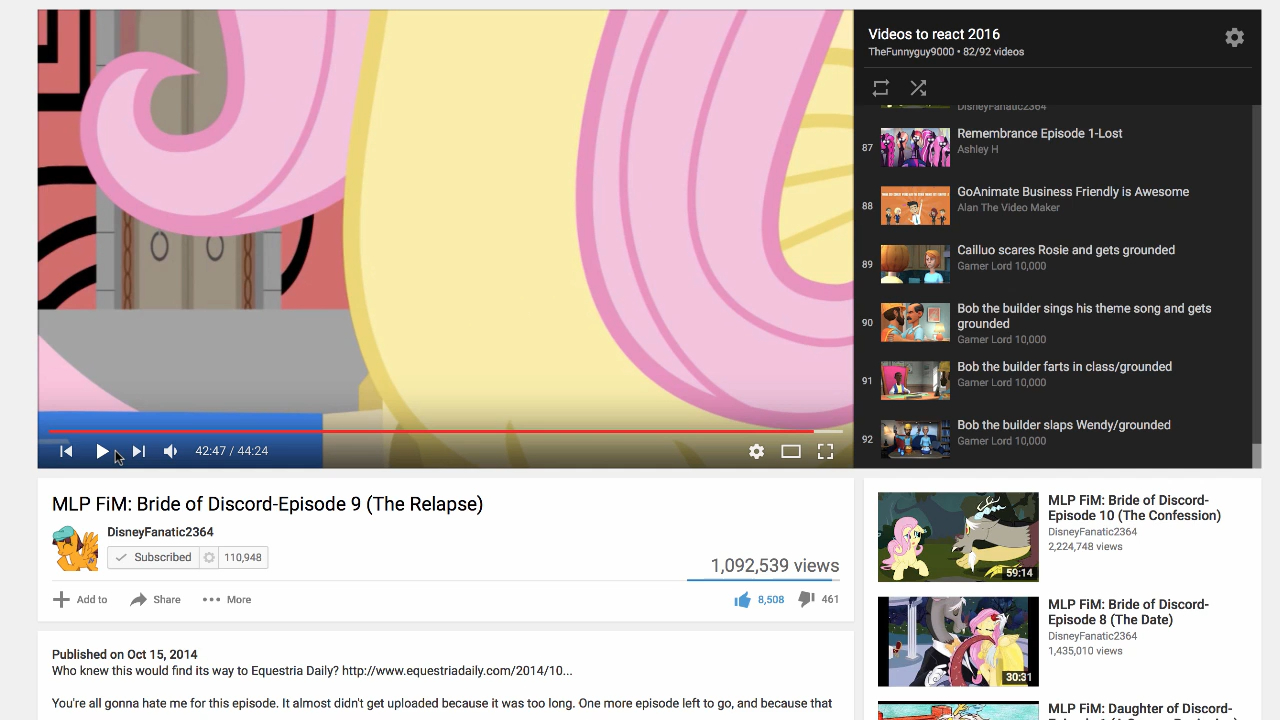 Videos to react 2016
TheFunnyguy9000 • 82/92 videos
DisneyFanatic2364
87
Remembrance Episode 1-Lost
Ashley H
88
GoAnimate Business Friendly is Awesome
Alan The Video Maker
89
Cailluo scares Rosie and gets grounded
Gamer Lord 10,000
90
Bob the builder sings his theme song and gets
grounded
Gamer Lord 10,000
91
Bob the builder farts in class/grounded
Gamer Lord 10,000
92
Bob the builder slaps Wendy/grounded
Gamer Lord 10,000
42:47 / 44:24
MLP FiM: Bride of Discord-Episode 9 (The Relapse)
DisneyFanatic2364
Subscribed 110,948
1,092,539 views
Add to Share More
8,508 461
Published on Oct 15, 2014
Who knew this would find its way to Equestria Daily? http://www.equestriadaily.com/2014/10...
You're all gonna hate me for this episode. It almost didn't get uploaded because it was too long. One more episode left to go, and because that
MLP FiM: Bride of Discord-
Episode 10 (The Confession)
DisneyFanatic2364
2,224,748 views
59:14
MLP FiM: Bride of Discord-
Episode 8 (The Date)
DisneyFanatic2364
1,435,010 views
30:31
MLP FiM: Daughter of Discord-